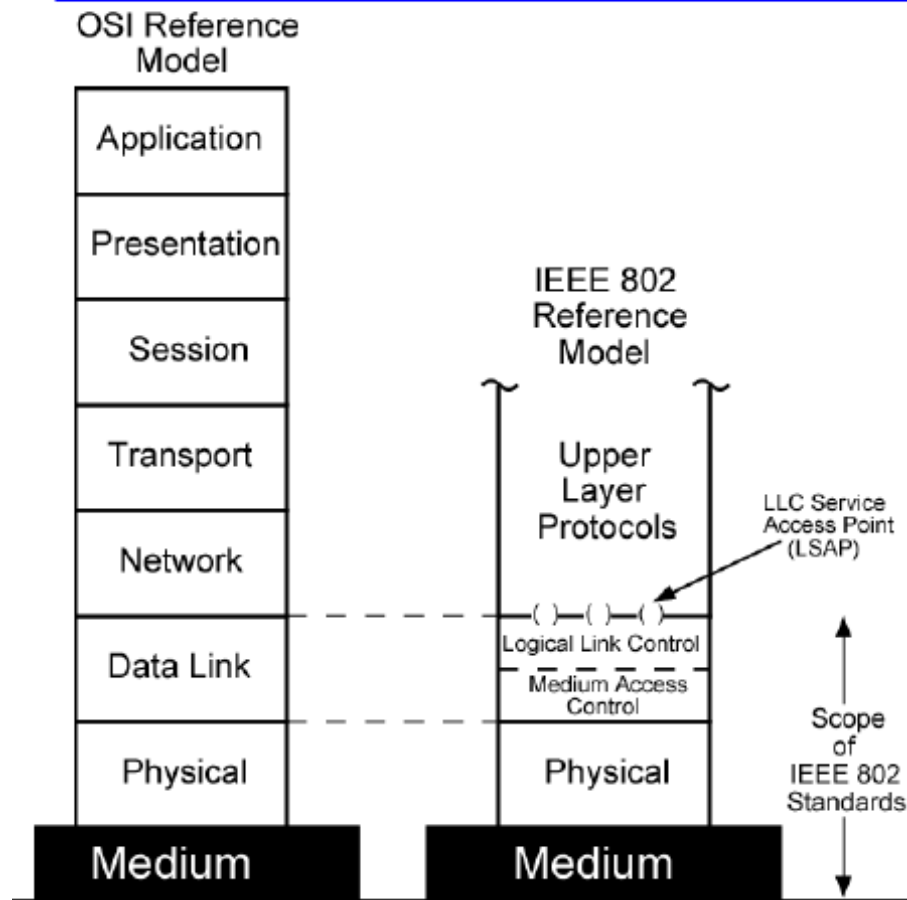 OSI Reference
Model
Application
Presentation
Session
Transport
Network
Data Link
Physical
Medium
IEEE 802
Reference
Model
Upper
Layer
Protocols
LLC Service
Access Point
(LSAP)
Logical Link Control
Medium Access
Control
Physical
Medium
Scope
of
IEEE 802
Standards